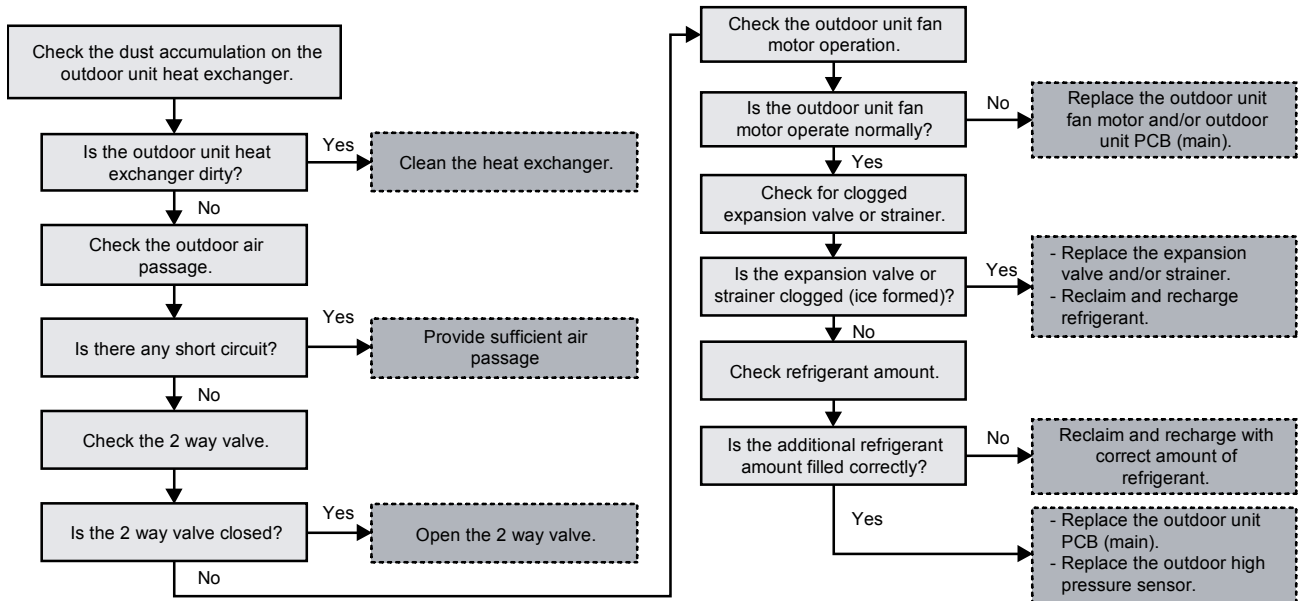 Check the dust accumulation on the
outdoor unit heat exchanger.
Is the outdoor unit heat
exchanger dirty?
Yes
Clean the heat exchanger.
No
Check the outdoor air
passage.
Is there any short circuit?
Yes
Provide sufficient air
passage
No
Check the 2 way valve.
Is the 2 way valve closed?
Yes
Open the 2 way valve.
No
Check the outdoor unit fan
motor operation.
Is the outdoor unit fan
motor operate normally?
No
Replace the outdoor unit
fan motor and/or outdoor
unit PCB (main).
Yes
Check for clogged
expansion valve or strainer.
Is the expansion valve or
strainer clogged (ice formed)?
Yes
- Replace the expansion
valve and/or strainer.
- Reclaim and recharge
refrigerant.
No
Check refrigerant amount.
Is the additional refrigerant
amount filled correctly?
No
Reclaim and recharge with
correct amount of
refrigerant.
Yes
- Replace the outdoor unit
PCB (main).
- Replace the outdoor high
pressure sensor.